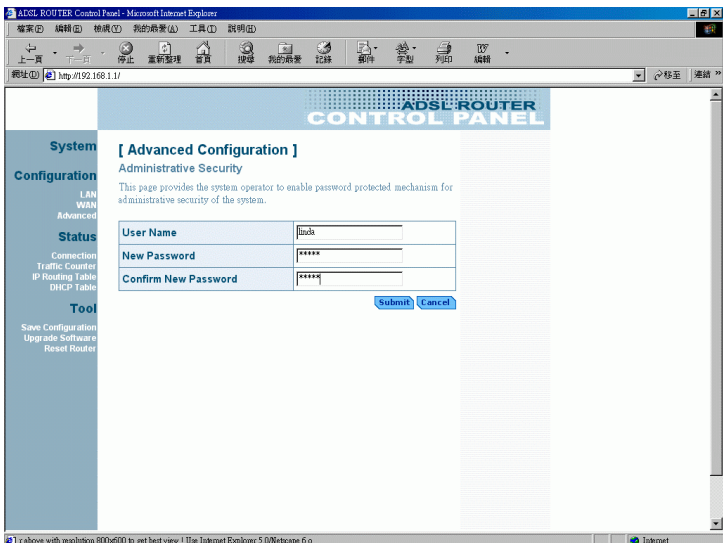 ADSL ROUTER Control Panel - Microsoft Internet Explorer
檔案(F) 編輯(E) 檢視(V) 我的最愛(A) 工具(T) 說明(H)
上一頁 下一頁 停止 重新整理 首頁 搜尋 我的最愛 記錄 郵件 字型 列印 編輯
網址(D) http://192.168.1.1/ 移至 連結 »
ADSL ROUTER
CONTROL PANEL
System
Configuration
LAN
WAN
Advanced
Status
Connection
Traffic Counter
IP Routing Table
DHCP Table
Tool
Save Configuration
Upgrade Software
Reset Router
[ Advanced Configuration ]
Administrative Security
This page provides the system operator to enable password protected mechanism for
administrative security of the system.
User Name linda
New Password *****
Confirm New Password *****
Submit Cancel
r above with resolution 800x600 to get best view ! Use Internet Explorer 5.0/Netscape 6.0 Internet